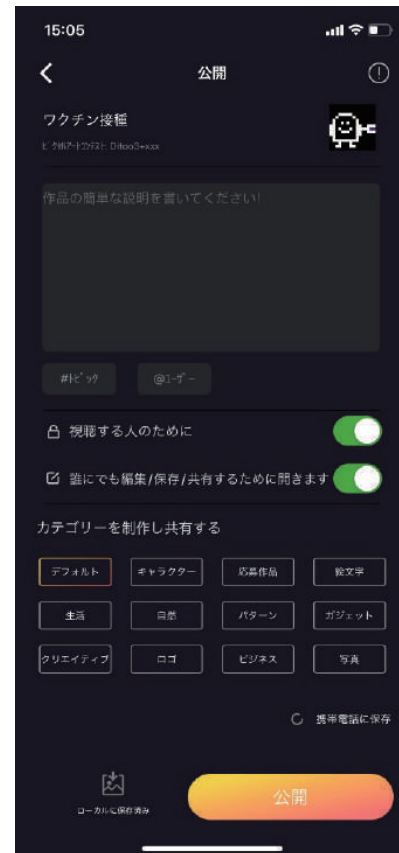 15:05
公開
ワクチン接種
作品の簡単な説明を書いてください!
#トピック @ユーザー
視聴する人のために
誰にでも編集/保存/共有するために開きます
カテゴリーを制作し共有する
デフォルト キャラクター 応募作品 絵文字
生活 自然 パターン ガジェット
クリエイティブ ロゴ ビジネス 写真
携帯電話に保存
ローカルに保存済み
公開